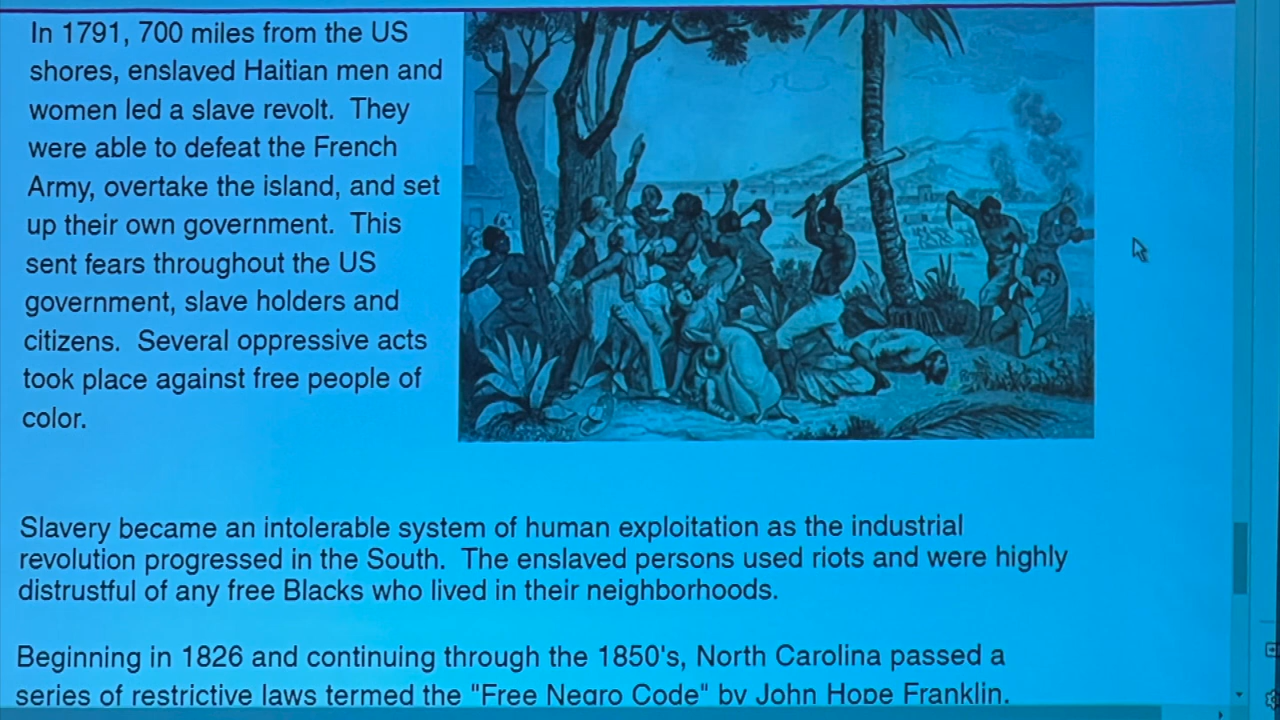 In 1791, 700 miles from the US
shores, enslaved Haitian men and
women led a slave revolt. They
were able to defeat the French
Army, overtake the island, and set
up their own government. This
sent fears throughout the US
government, slave holders and
citizens. Several oppressive acts
took place against free people of
color.
Slavery became an intolerable system of human exploitation as the industrial
revolution progressed in the South. The enslaved persons used riots and were highly
distrustful of any free Blacks who lived in their neighborhoods.
Beginning in 1826 and continuing through the 1850's, North Carolina passed a
series of restrictive laws termed the "Free Negro Code" by John Hope Franklin.